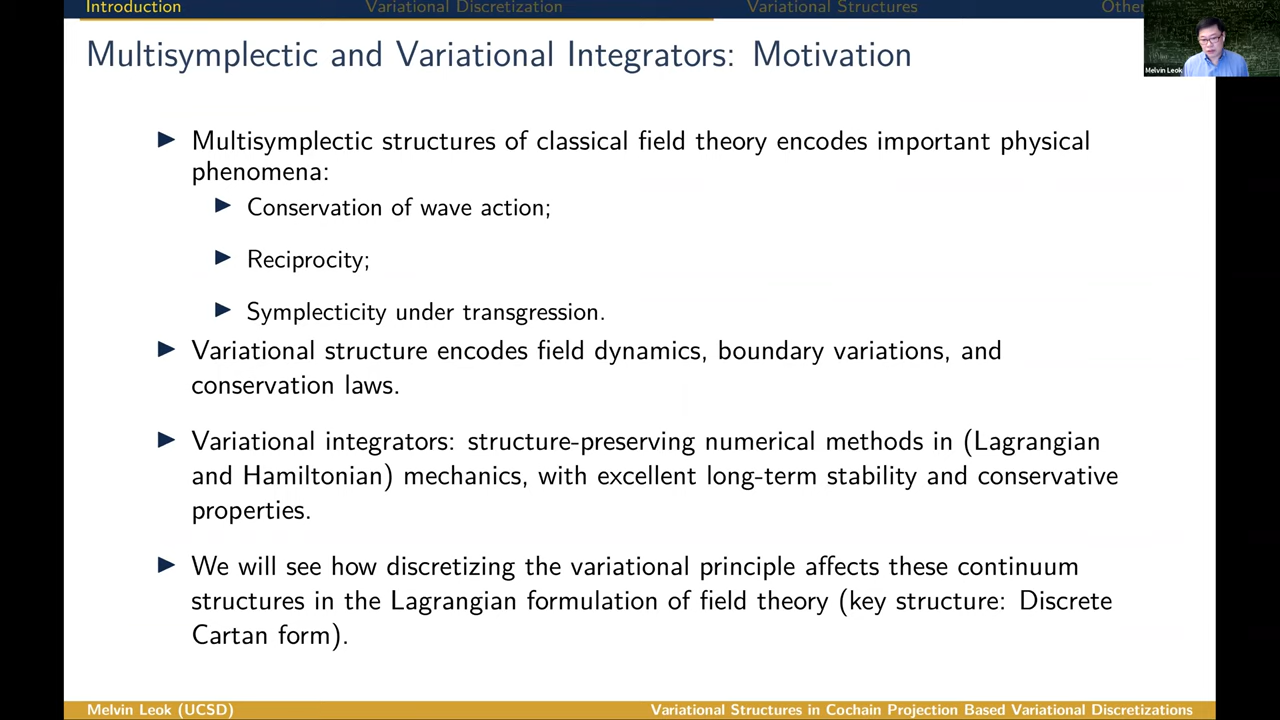 Introduction Variational Discretization Variational Structures Other
Multisymplectic and Variational Integrators: Motivation
Melvin Leok
Multisymplectic structures of classical field theory encodes important physical
phenomena:
Conservation of wave action;
Reciprocity;
Symplecticity under transgression.
Variational structure encodes field dynamics, boundary variations, and
conservation laws.
Variational integrators: structure-preserving numerical methods in (Lagrangian
and Hamiltonian) mechanics, with excellent long-term stability and conservative
properties.
We will see how discretizing the variational principle affects these continuum
structures in the Lagrangian formulation of field theory (key structure: Discrete
Cartan form).
Melvin Leok (UCSD) Variational Structures in Cochain Projection Based Variational Discretizations